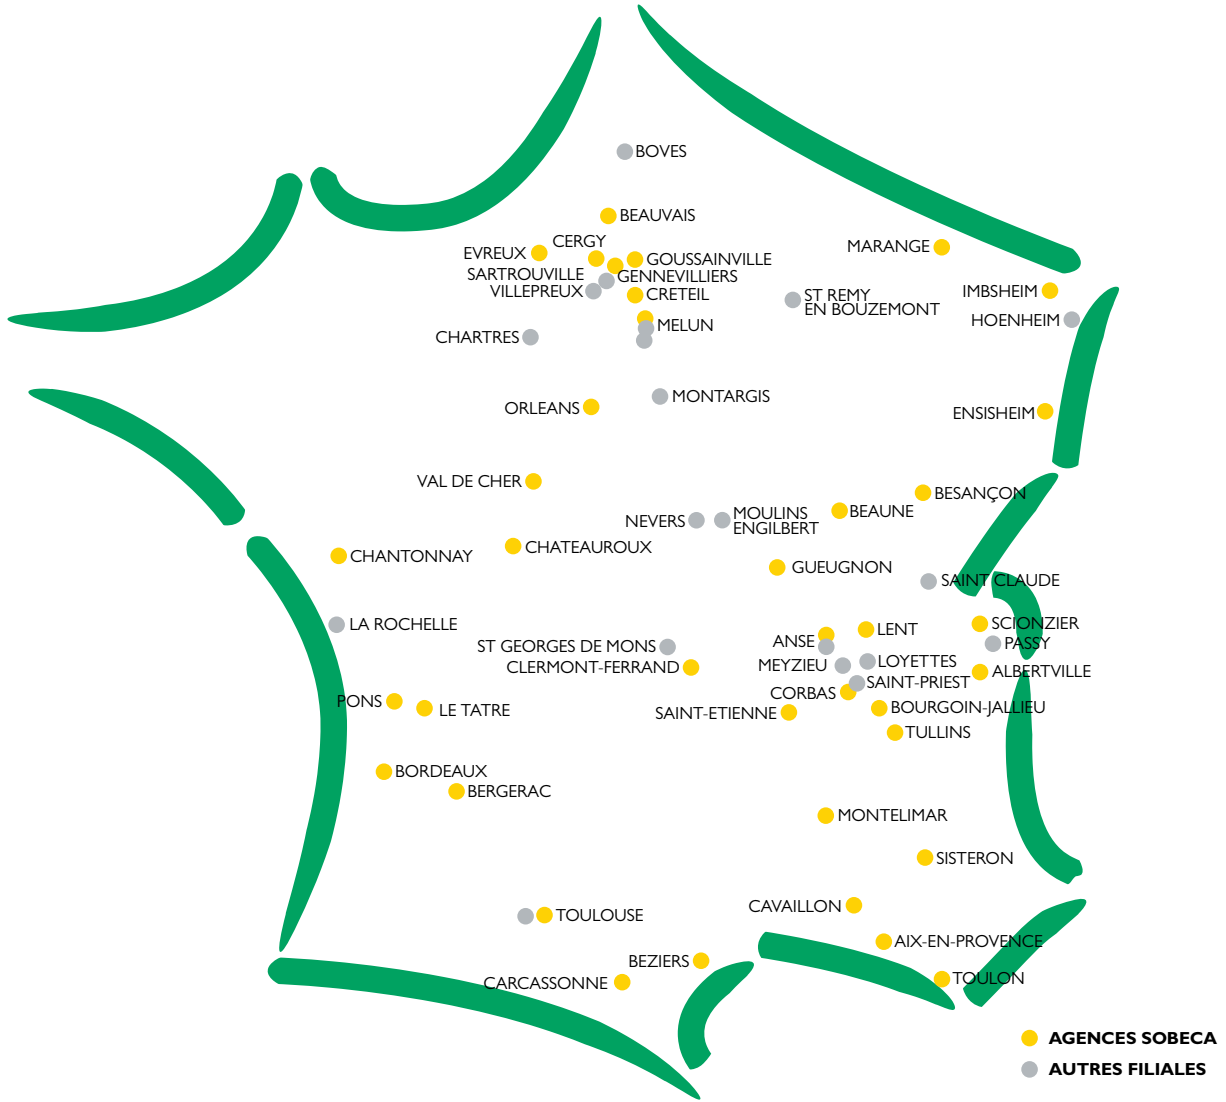 BOVES
BEAUVAIS
CERGY
EVREUX
GOUSSAINVILLE
MARANGE
SARTROUVILLE
GENNEVILLIERS
VILLEPREUX
CRETEIL
IMBSHEIM
ST REMY
EN BOUZEMONT
HOENHEIM
MELUN
CHARTRES
MONTARGIS
ORLEANS
ENSISHEIM
VAL DE CHER
BESANÇON
BEAUNE
NEVERS
MOULINS
ENGILBERT
CHATEAUROUX
CHANTONNAY
GUEUGNON
SAINT CLAUDE
LA ROCHELLE
SCIONZIER
LENT
ANSE
PASSY
ST GEORGES DE MONS
LOYETTES
MEYZIEU
CLERMONT-FERRAND
ALBERTVILLE
SAINT-PRIEST
CORBAS
PONS
LE TATRE
BOURGOIN-JALLIEU
SAINT-ETIENNE
TULLINS
BORDEAUX
BERGERAC
MONTELIMAR
SISTERON
CAVAILLON
TOULOUSE
AIX-EN-PROVENCE
BEZIERS
CARCASSONNE
TOULON
AGENCES SOBECA
AUTRES FILIALES